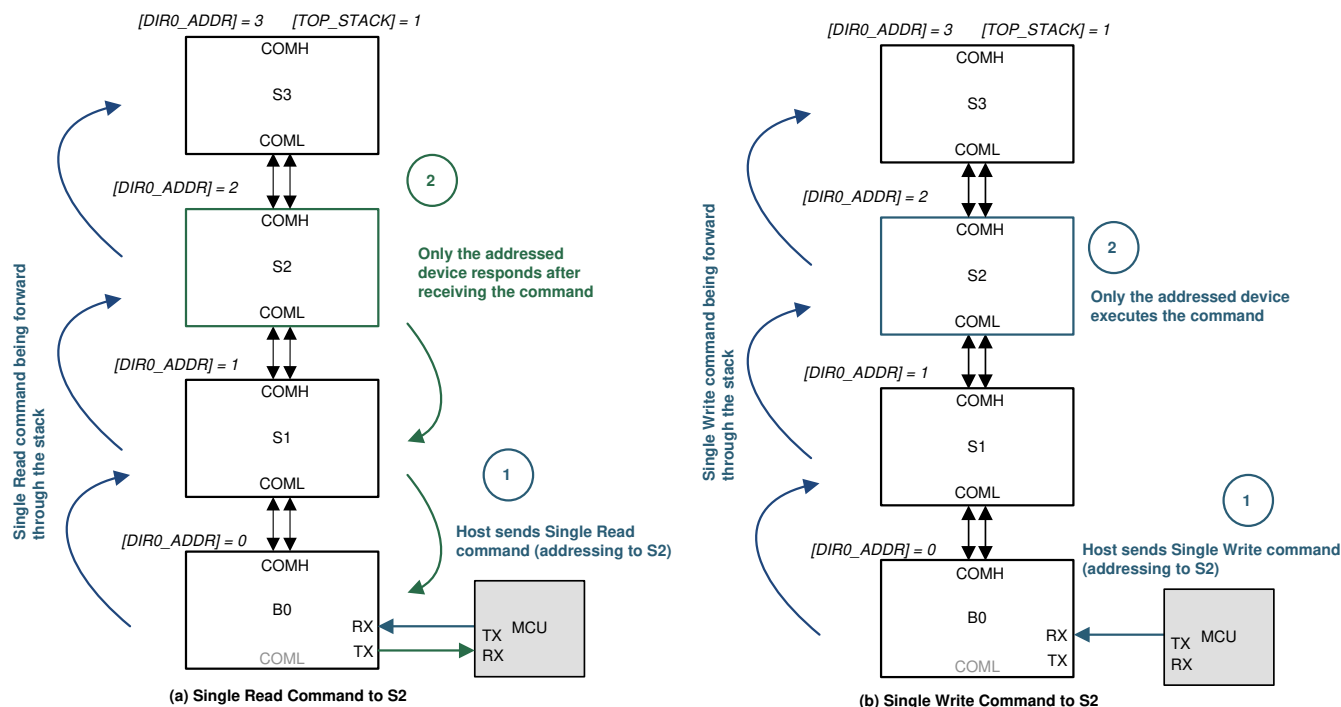 [DIR0_ADDR] = 3 [TOP_STACK] = 1
COMH
S3
COML
[DIR0_ADDR] = 2
2
COMH
S2
COML
Only the addressed
device responds after
receiving the command
[DIR0_ADDR] = 1
COMH
S1
COML
1
Host sends Single Read
command (addressing to S2)
[DIR0_ADDR] = 0
COMH
B0
COML
RX
TX
TX
RX
MCU
Single Read command being forward
through the stack
(a) Single Read Command to S2
[DIR0_ADDR] = 3 [TOP_STACK] = 1
COMH
S3
COML
[DIR0_ADDR] = 2
2
COMH
S2
COML
Only the addressed device
executes the command
[DIR0_ADDR] = 1
COMH
S1
COML
1
Host sends Single Write command
(addressing to S2)
[DIR0_ADDR] = 0
COMH
B0
COML
RX
TX
TX
RX
MCU
Single Write command being forward
through the stack
(b) Single Write Command to S2